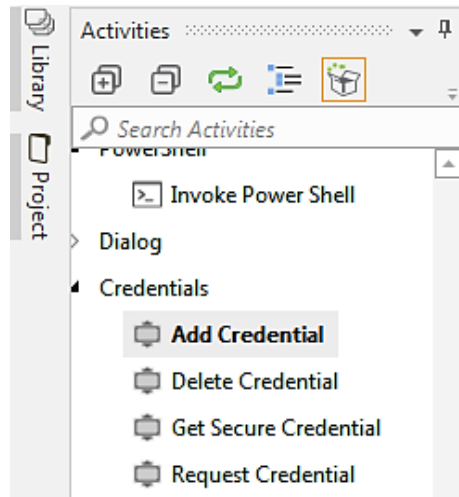 Library
Project
Activities
Search Activities
PowerShell
Invoke Power Shell
Dialog
Credentials
Add Credential
Delete Credential
Get Secure Credential
Request Credential